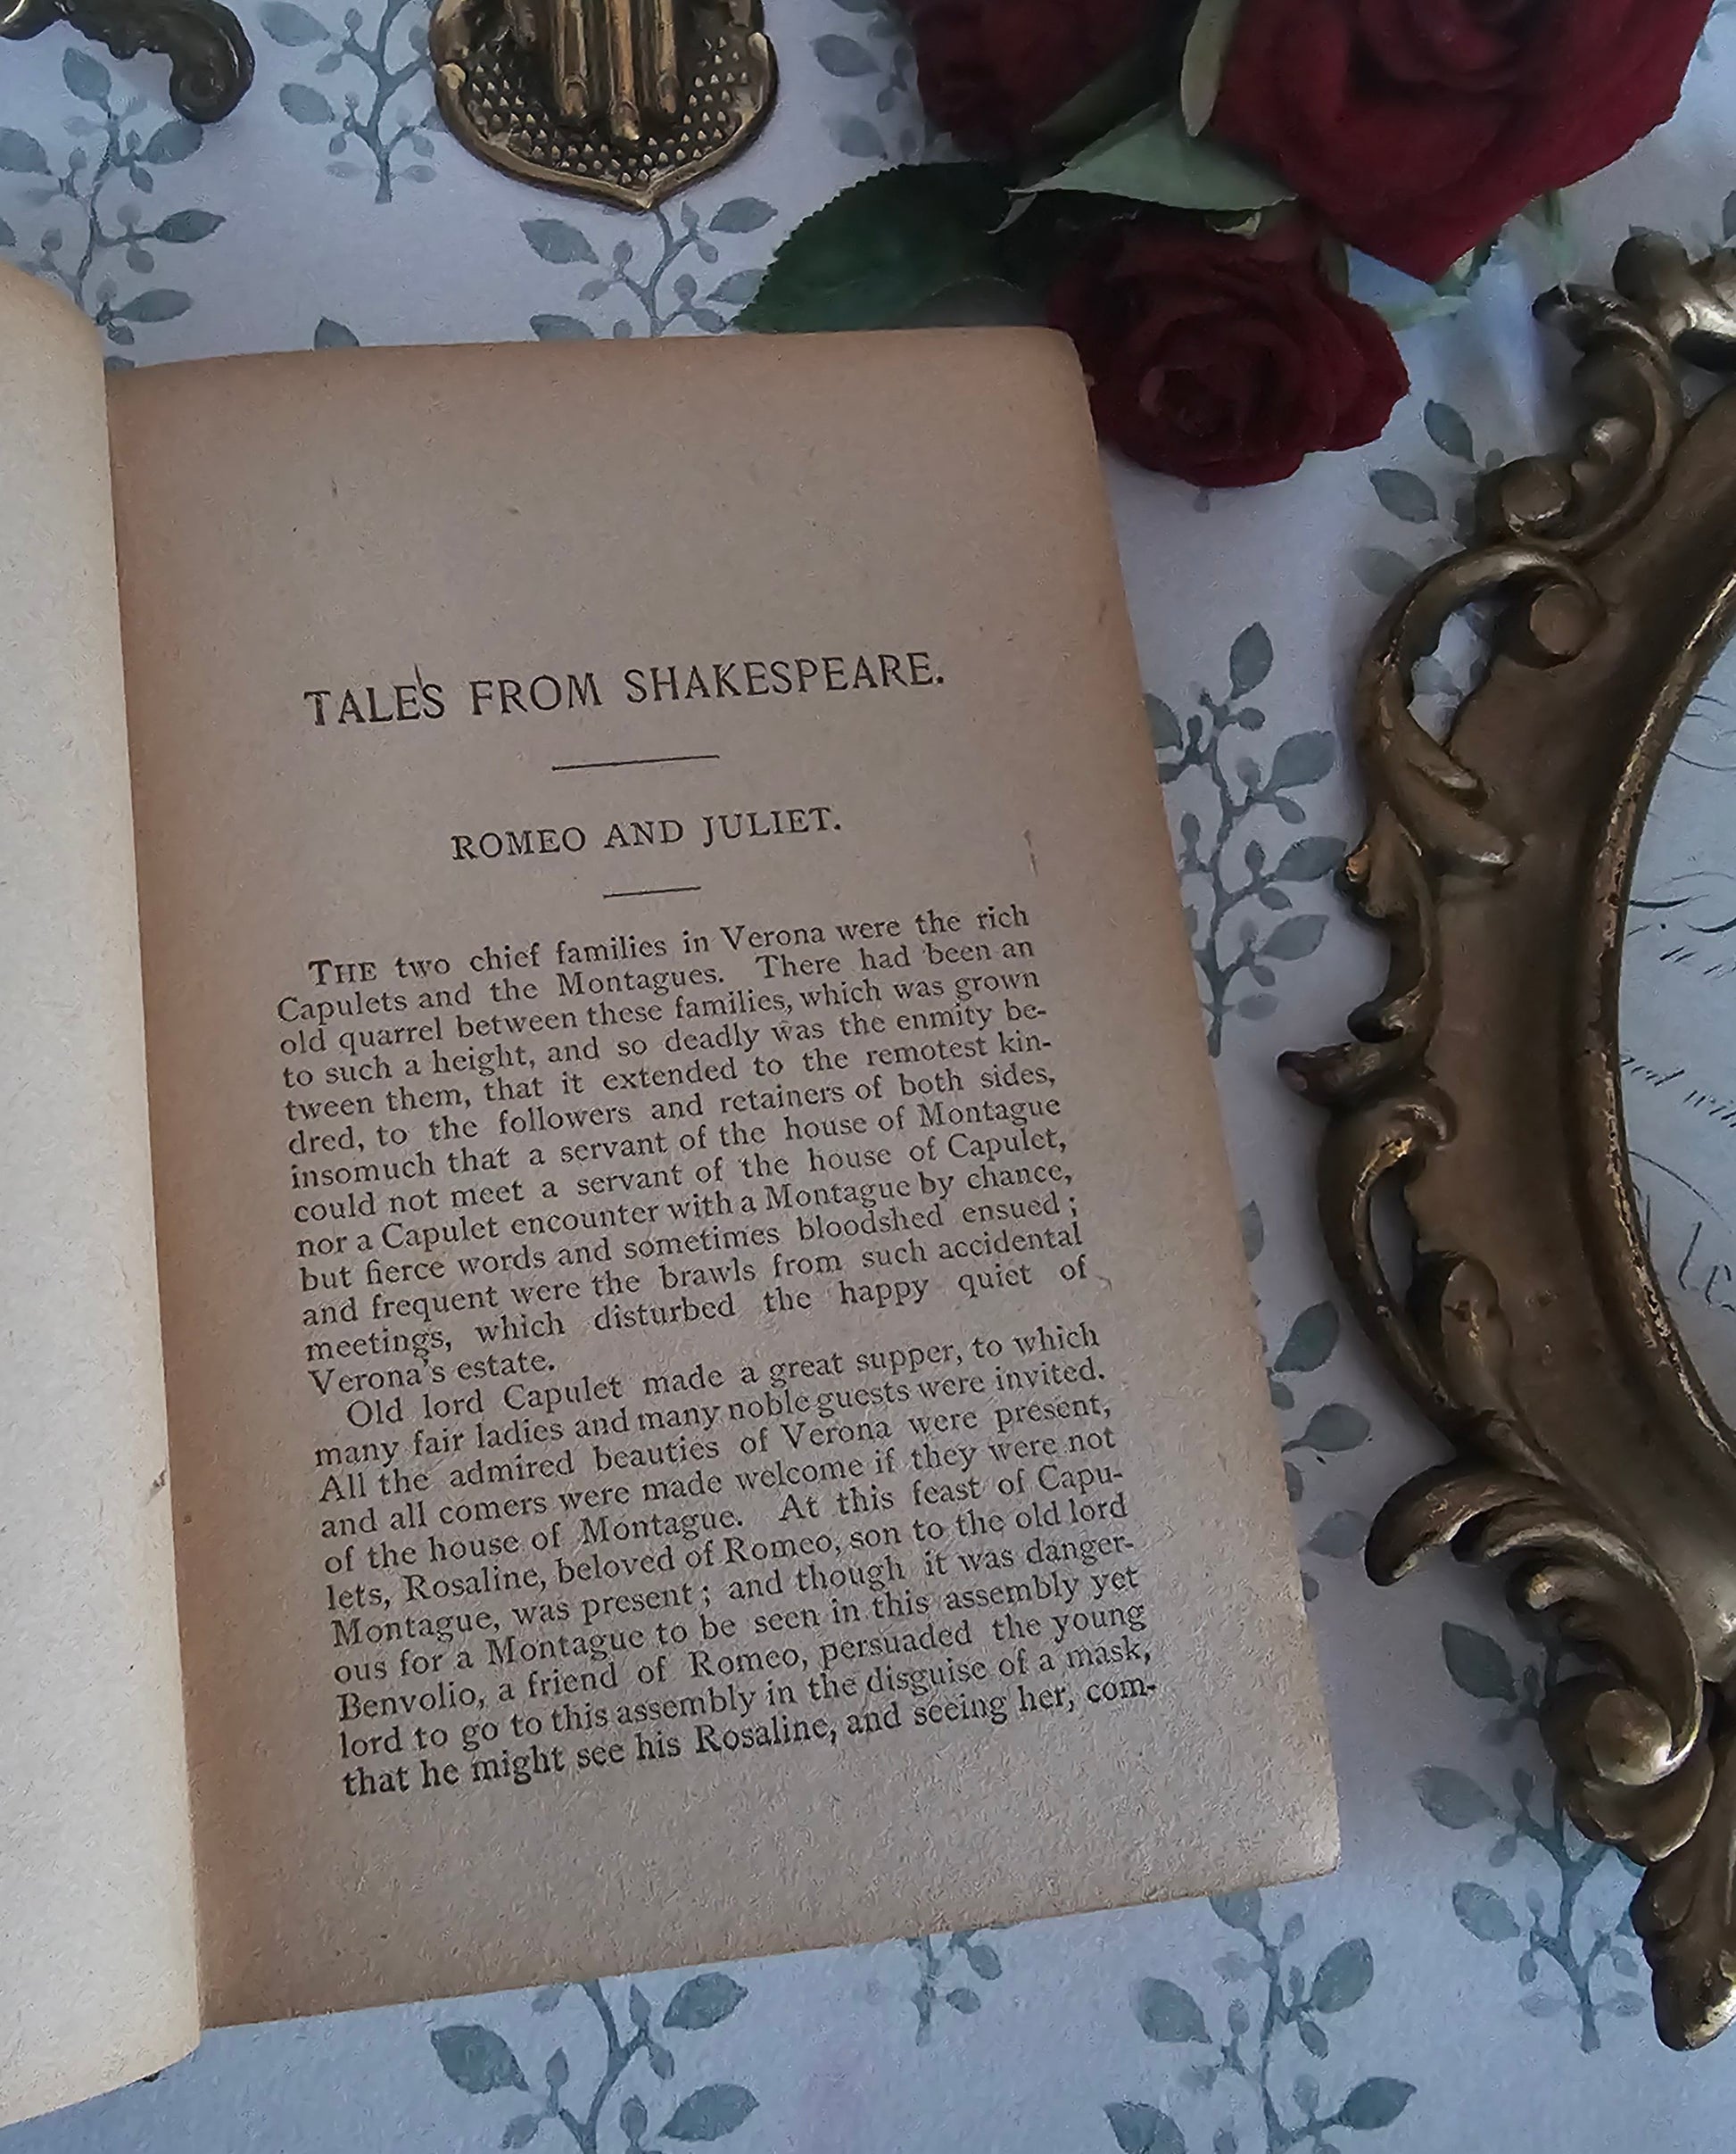 TALES FROM SHAKESPEARE.
ROMEO AND JULIET.
THE two chief families in Verona were the rich
Capulets and the Montagues. There had been an
old quarrel between these families, which was grown
to such a height, and so deadly was the enmity be-
tween them, that it extended to the remotest kin-
dred, to the followers and retainers of both sides,
insomuch that a servant of the house of Montague
could not meet a servant of the house of Capulet,
nor a Capulet encounter with a Montague by chance,
but fierce words and sometimes bloodshed ensued ;
and frequent were the brawls from such accidental
meetings, which disturbed the happy quiet of
Verona's estate.
Old lord Capulet made a great supper, to which
many fair ladies and many noble guests were invited.
All the admired beauties of Verona were present,
and all comers were made welcome if they were not
of the house of Montague. At this feast of Capu-
lets, Rosaline, beloved of Romeo, son to the old lord
Montague, was present ; and though it was danger-
ous for a Montague to be seen in this assembly yet
Benvolio, a friend of Romeo, persuaded the young
lord to go to this assembly in the disguise of a mask,
that he might see his Rosaline, and seeing her, com-